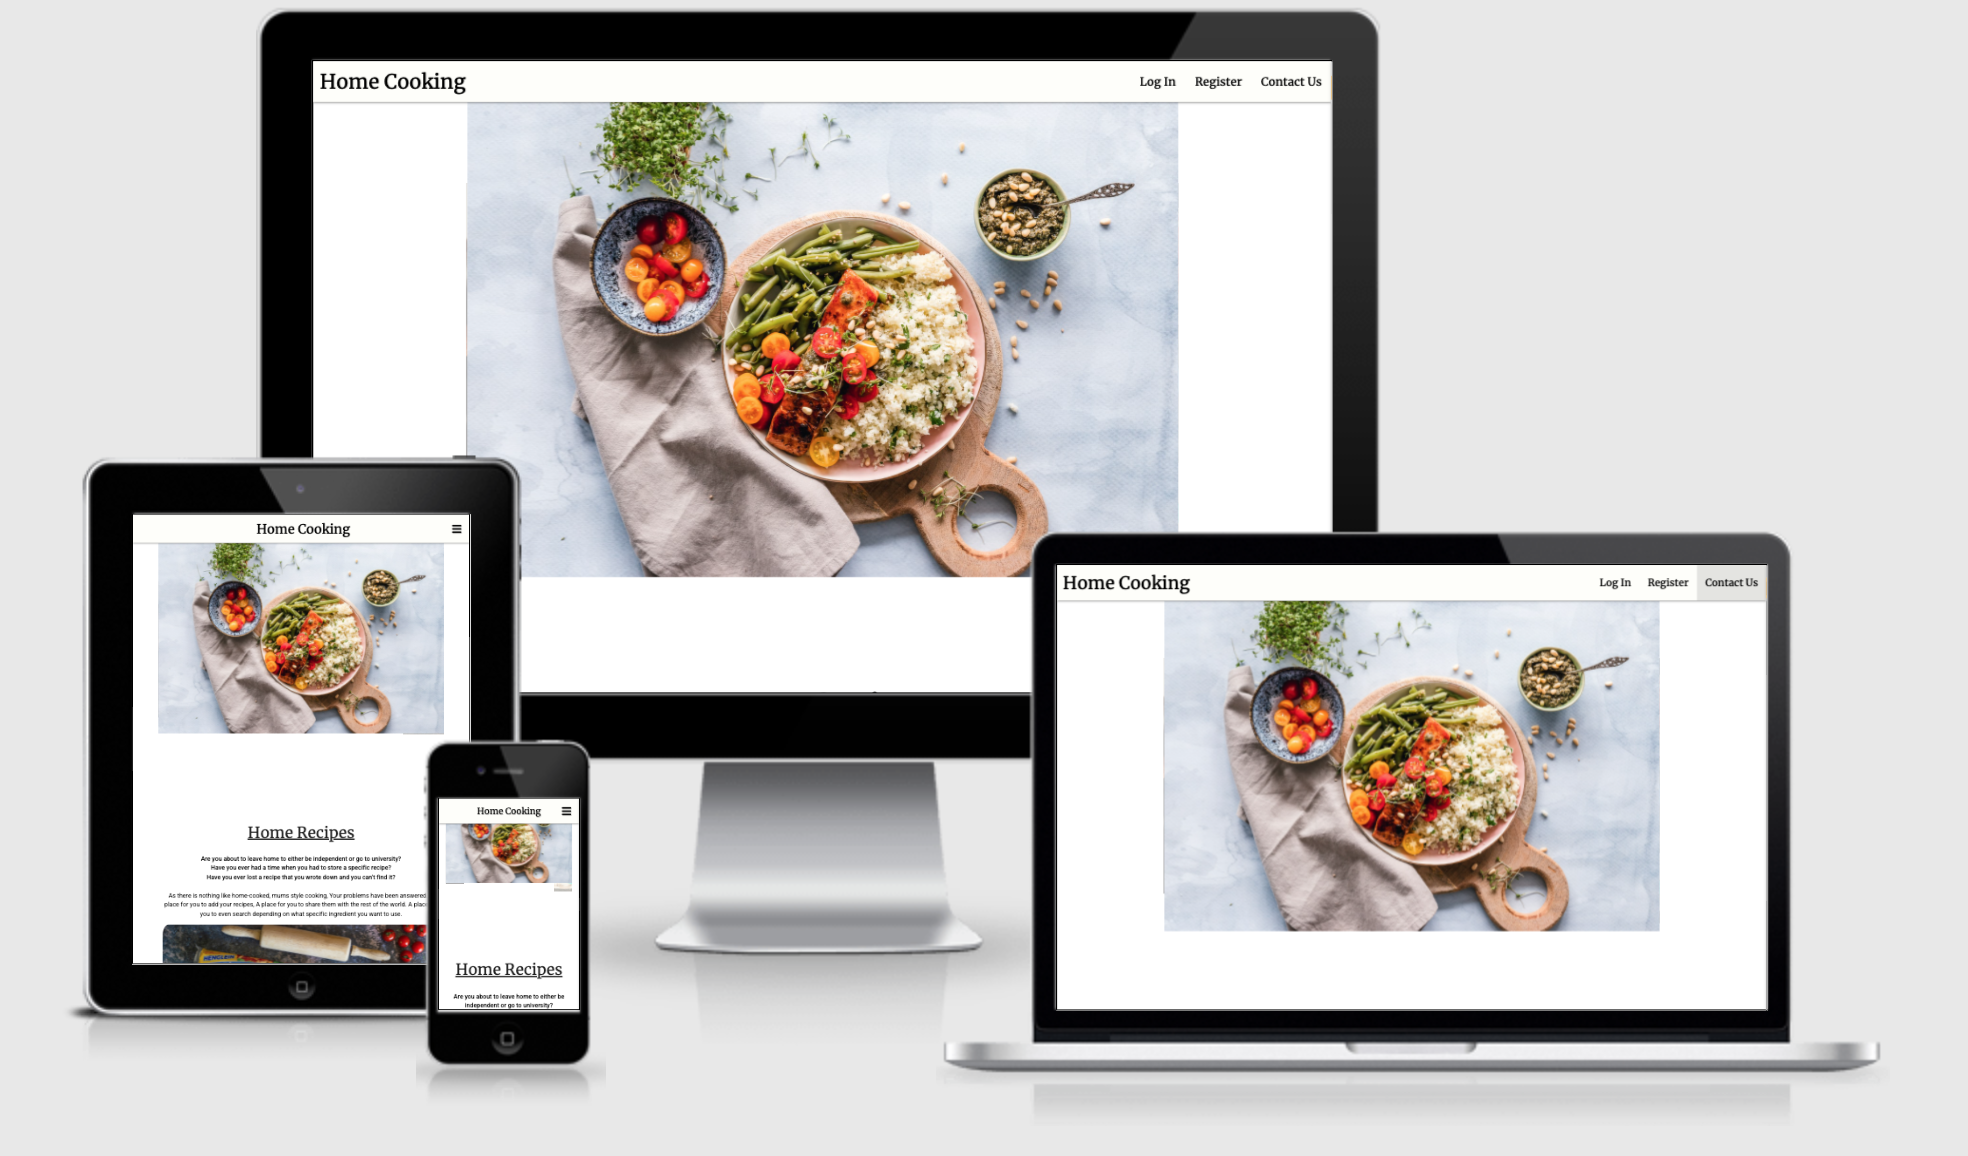 Home Cooking
Log In
Register
Contact Us
Home Cooking
Home Recipes
Are you about to leave home to either be independent or go to university?
Have you ever had a time when you had to store a specific recipe?
Have you ever lost a recipe that you wrote down and you can't find it?
As there is nothing like home-cooked, mums style cooking, Your problems have been answered
place for you to add your recipes, A place for you to share them with the rest of the world. A plac
you to even search depending on what specific ingredient you want to use.
Home Cooking
Home Recipes
Are you about to leave home to either be
independent or go to university?
Home Cooking
Log In
Register
Contact Us